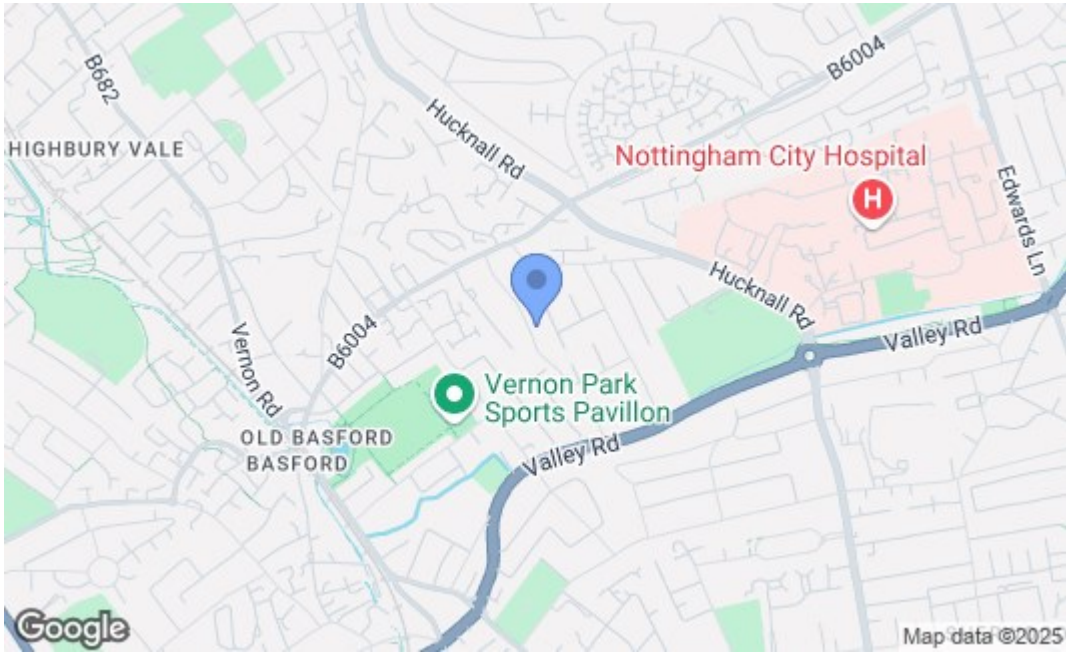 B682
B6004
Hucknall Rd
HIGHBURY VALE
Nottingham City Hospital
H
Edwards Ln
Hucknall Rd
B6004
Vernon Rd
Valley Rd
Vernon Park
Sports Pavillon
OLD BASFORD
BASFORD
Valley Rd
Google
Map data ©2025